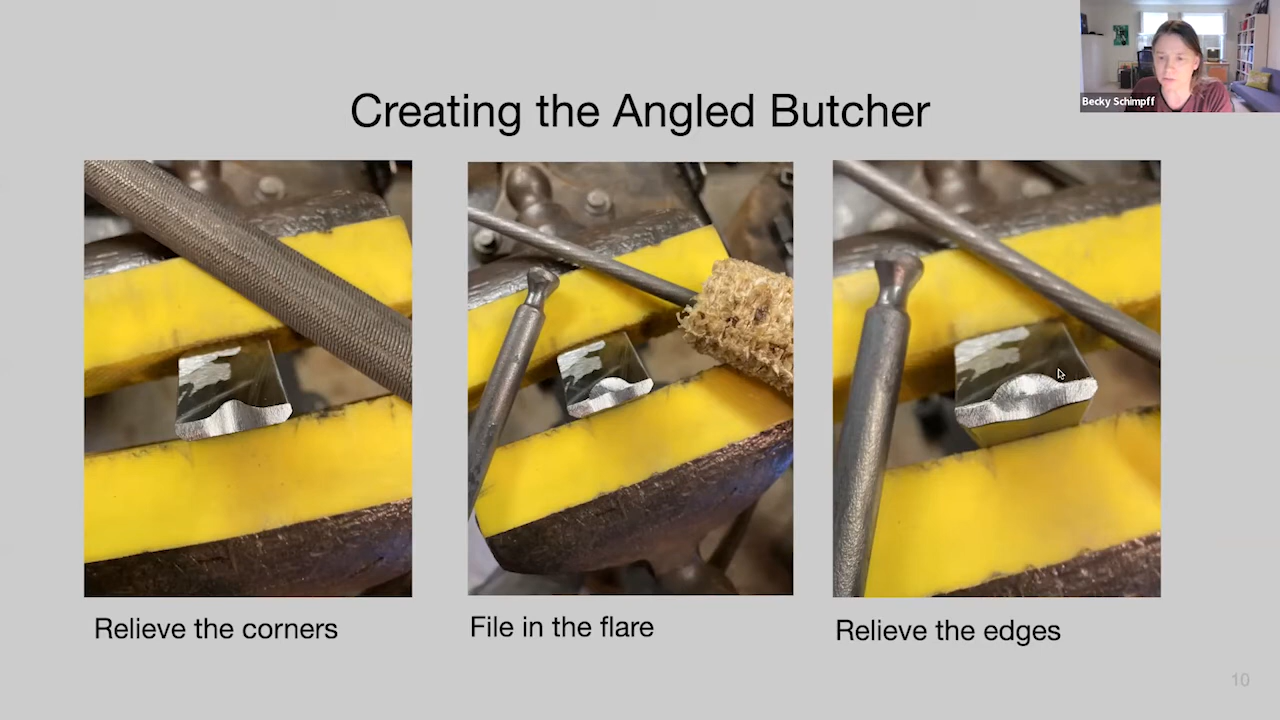 Becky Schimpff
Creating the Angled Butcher
Relieve the corners
File in the flare
Relieve the edges
10